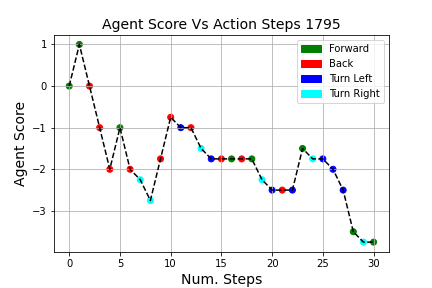 Agent Score Vs Action Steps 1795
Forward
Back
Turn Left
Turn Right
1
0
−1
−2
−3
Agent Score
0 5 10 15 20 25 30
Num. Steps